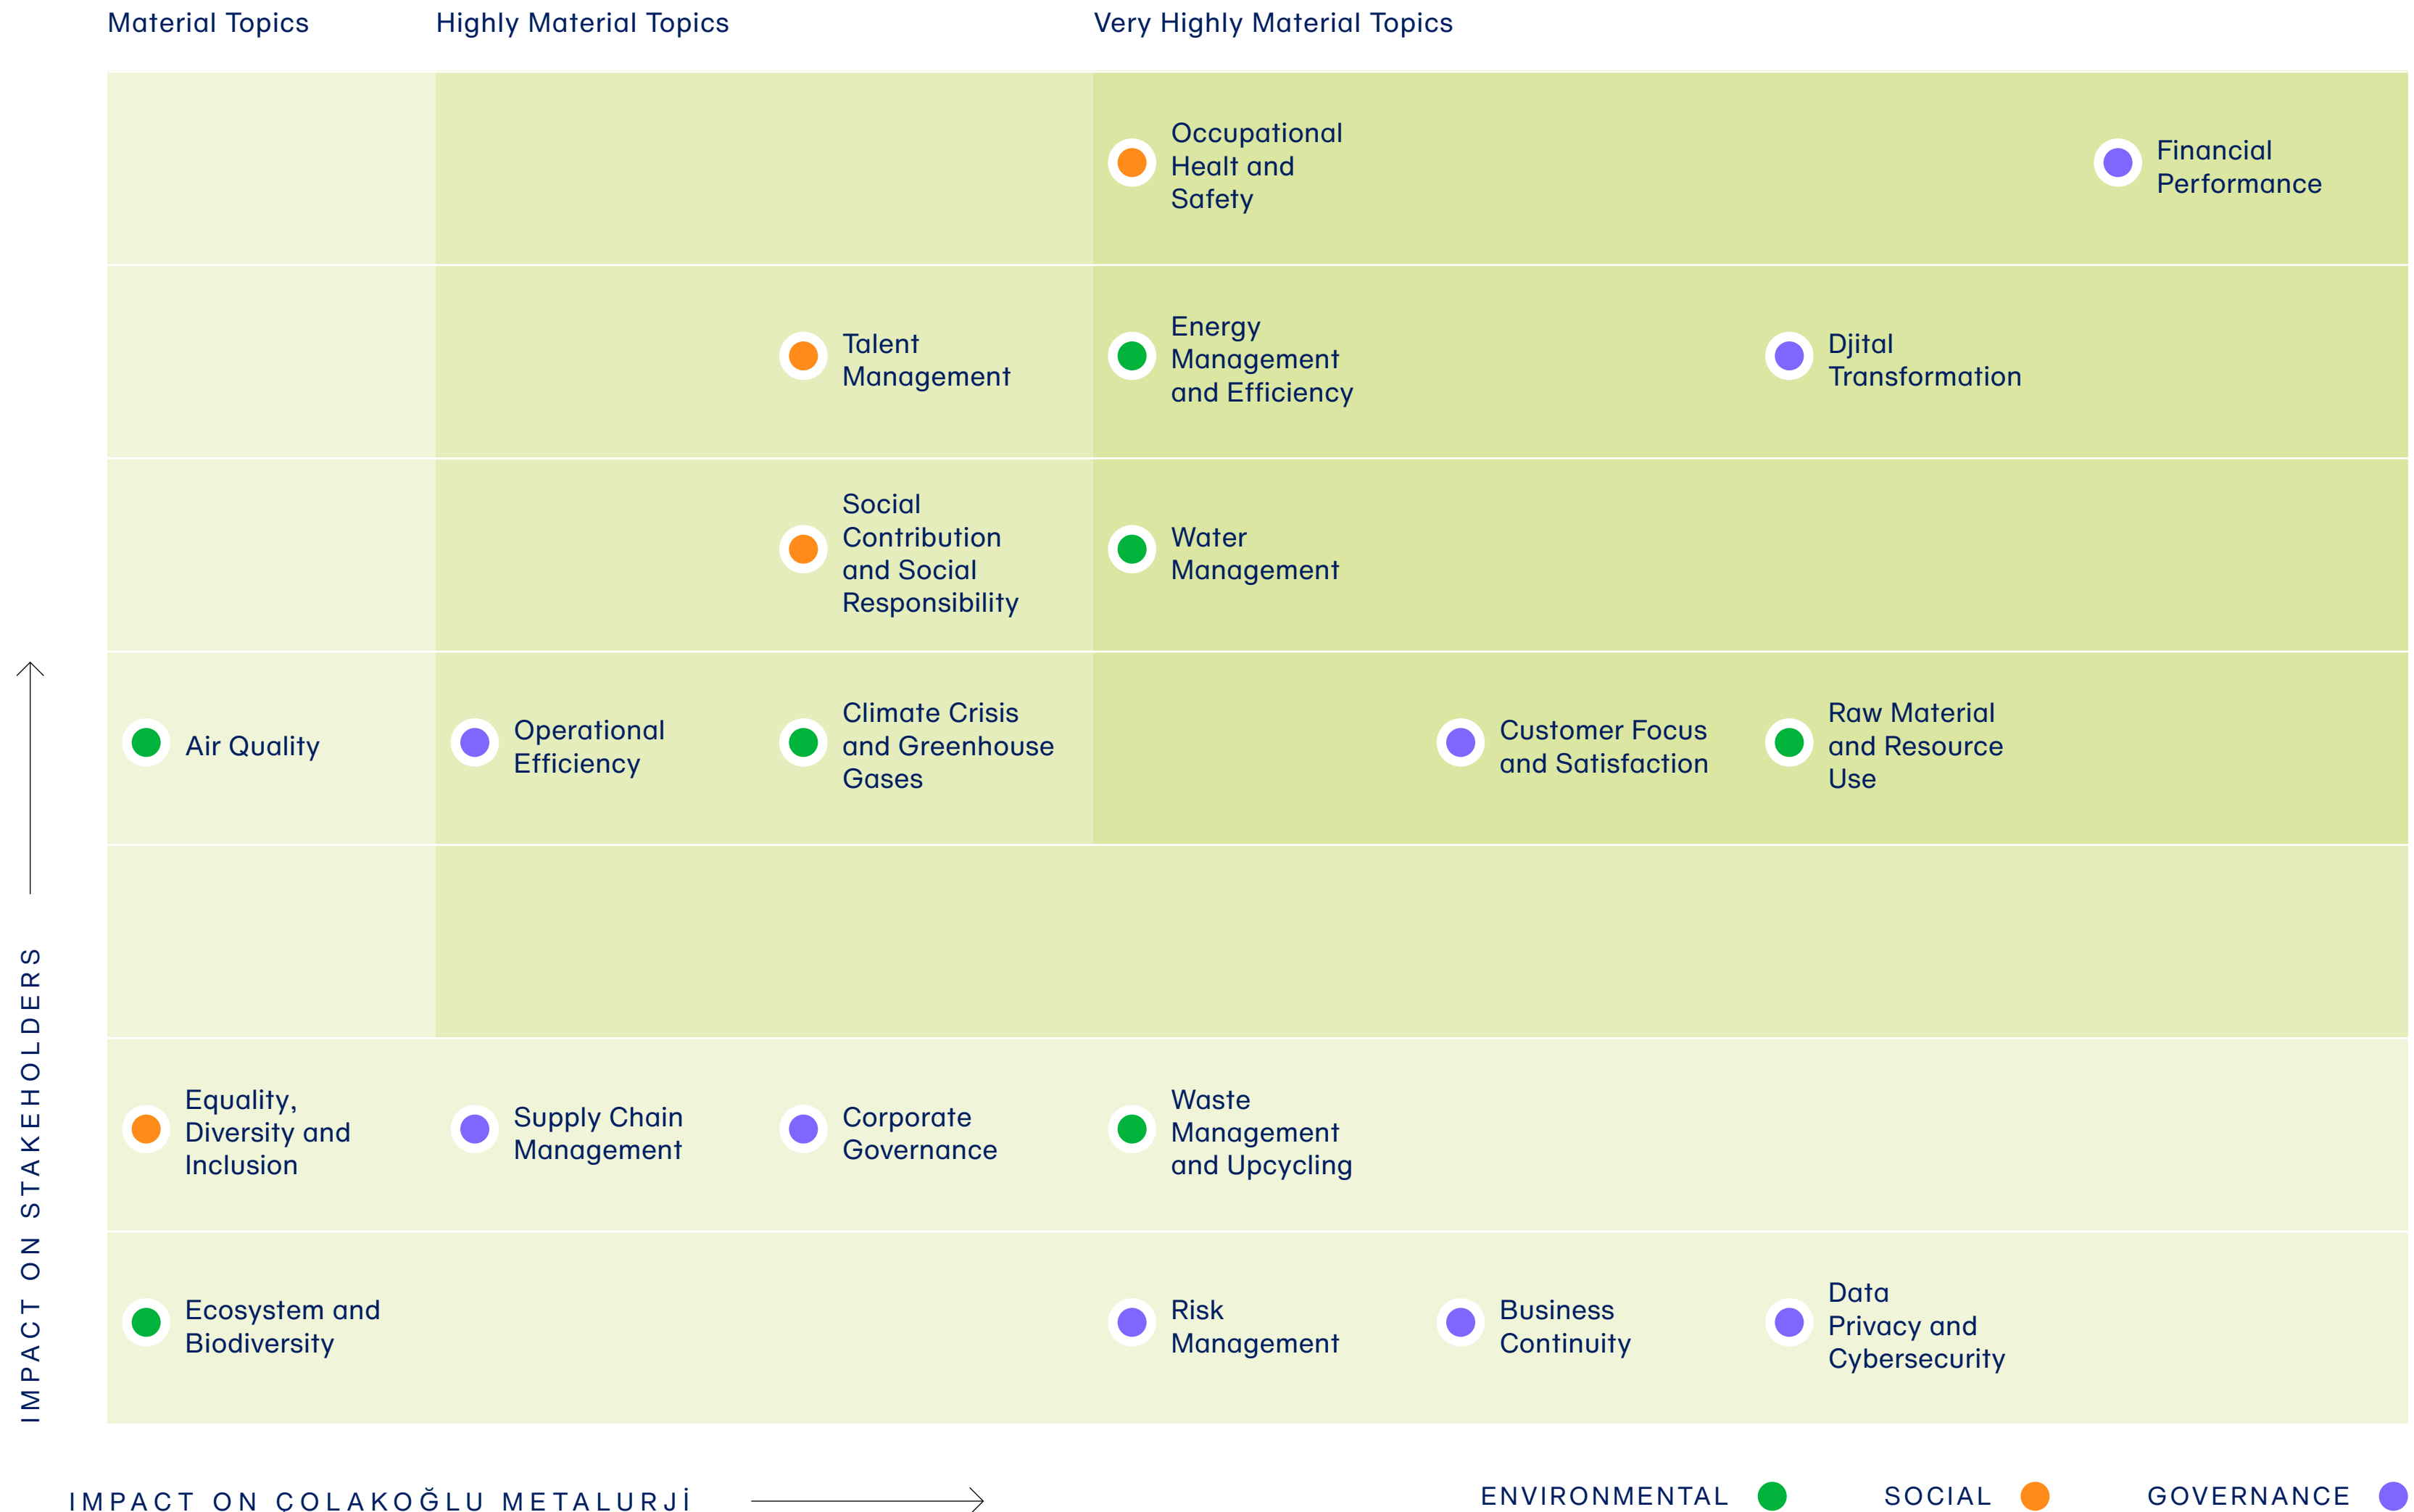 Material Topics
Highly Material Topics
Very Highly Material Topics
Occupational
Healt and
Safety
Financial
Performance
Talent
Management
Energy
Management
and Efficiency
Djital
Transformation
Social
Contribution
and Social
Responsibility
Water
Management
Air Quality
Operational
Efficiency
Climate Crisis
and Greenhouse
Gases
Customer Focus
and Satisfaction
Raw Material
and Resource
Use
Equality,
Diversity and
Inclusion
Supply Chain
Management
Corporate
Governance
Waste
Management
and Upcycling
Ecosystem and
Biodiversity
Risk
Management
Business
Continuity
Data
Privacy and
Cybersecurity
IMPACT ON STAKEHOLDERS
IMPACT ON ÇOLAKOĞLU METALURJİ
ENVIRONMENTAL
SOCIAL
GOVERNANCE